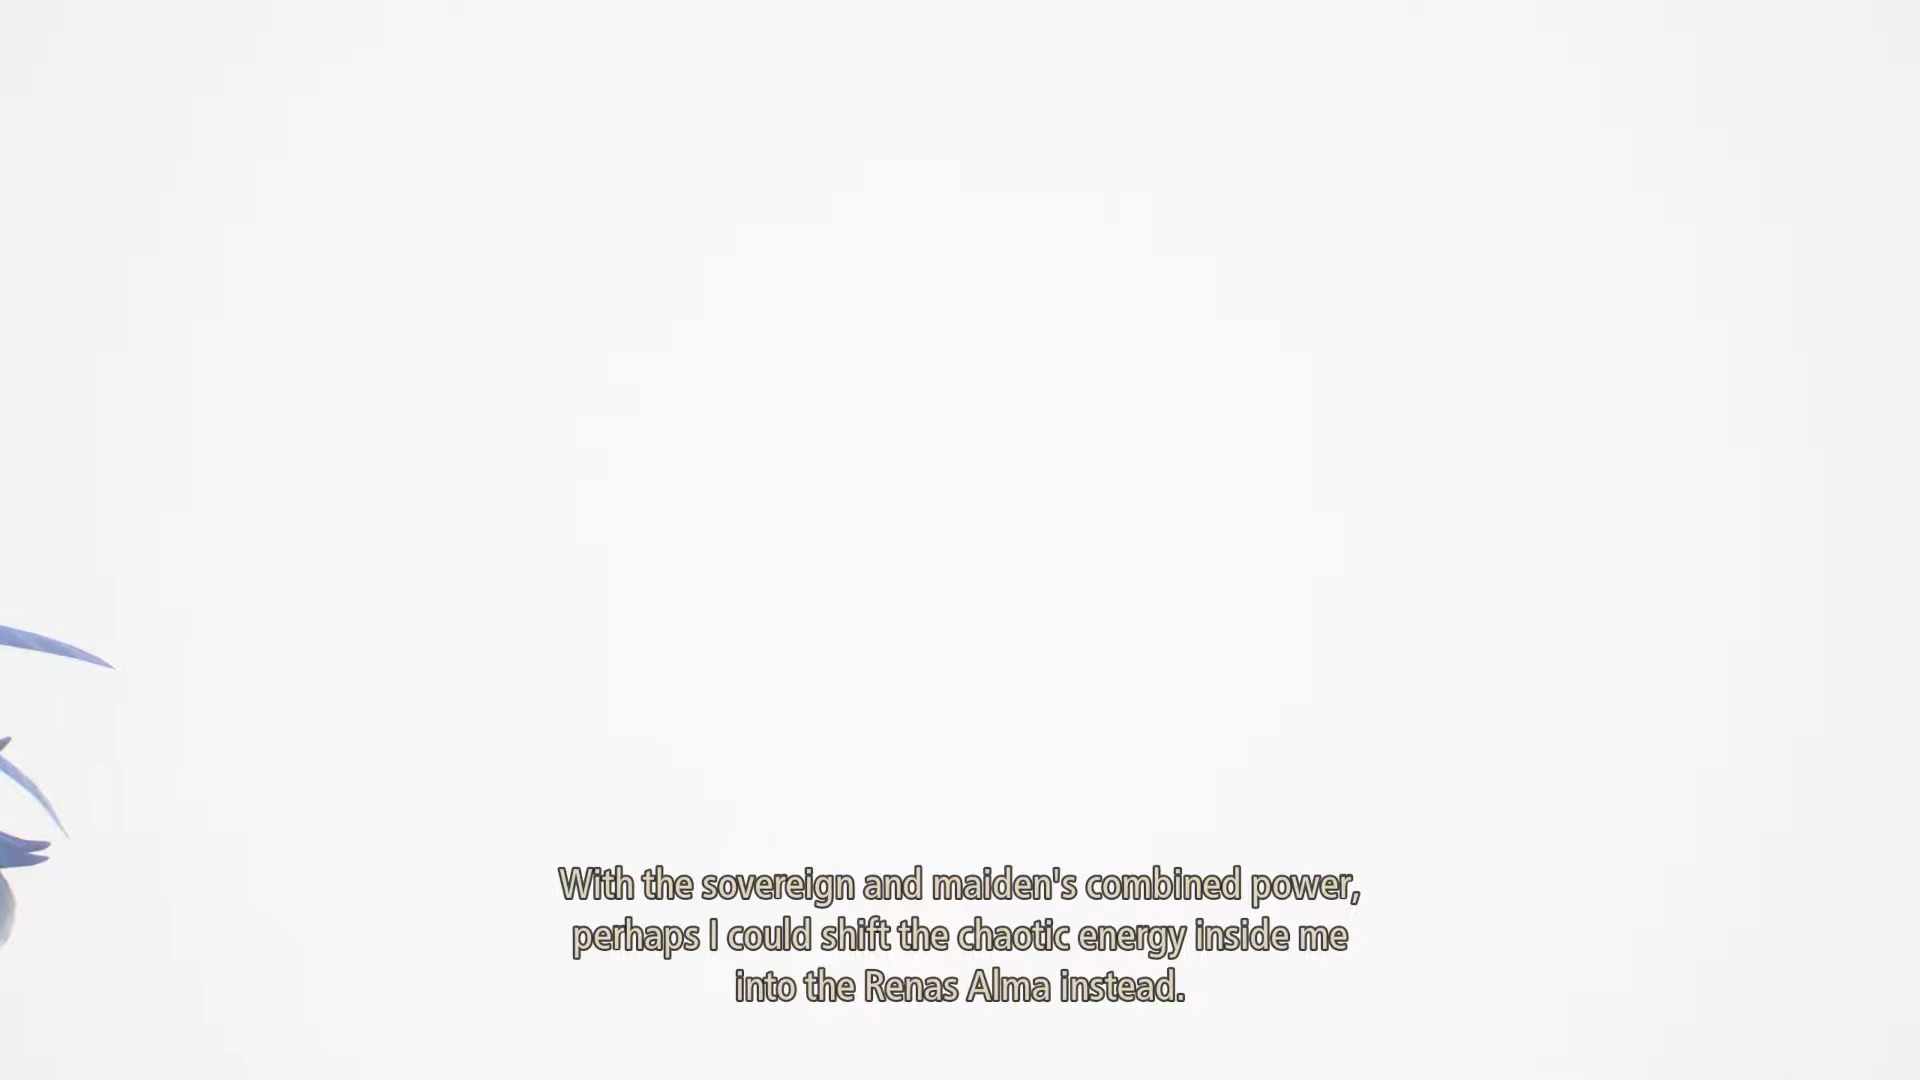 With the sovereign and maiden's combined power,
perhaps I could shift the chaotic energy inside me
into the Renas Alma instead.